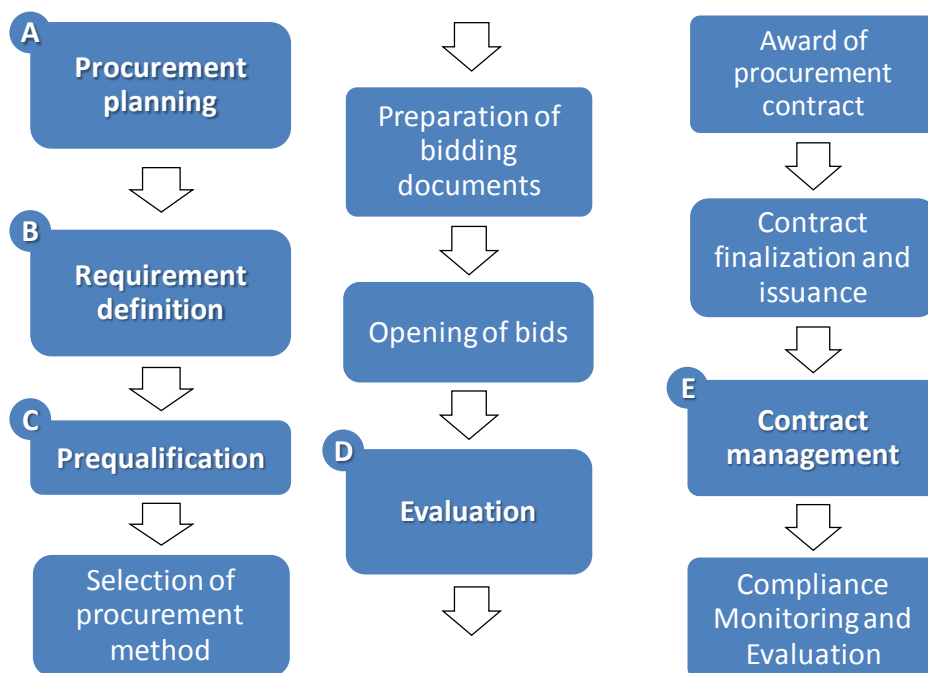 A
Procurement
planning
B
Requirement
definition
C
Prequalification
Selection of
procurement
method
Preparation of
bidding
documents
Opening of bids
D
Evaluation
Award of
procurement
contract
Contract
finalization and
issuance
E
Contract
management
Compliance
Monitoring and
Evaluation